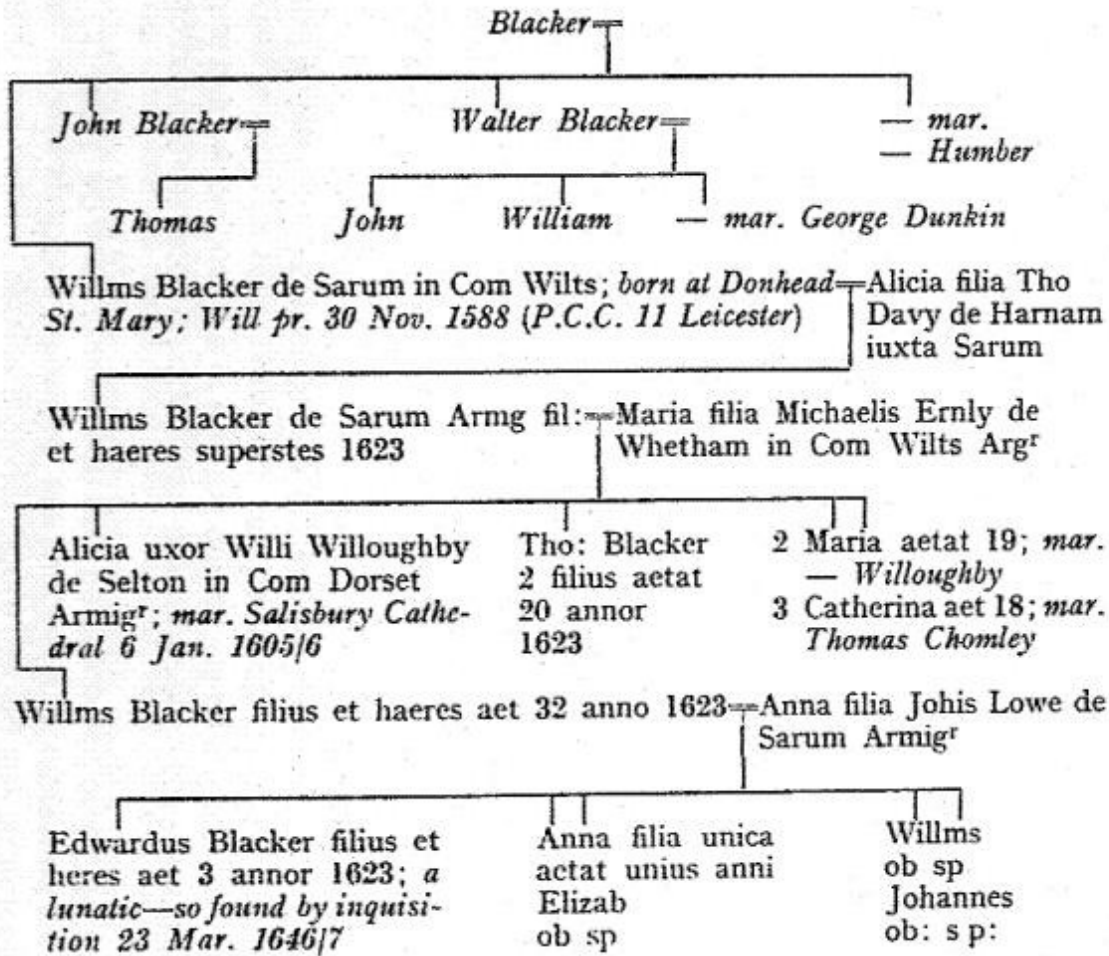 Blacker
John Blacker
Walter Blacker
— mar.
— Humber
Thomas
John
William
— mar. George Dunkin
Willms Blacker de Sarum in Com Wilts; born at Donhead
St. Mary; Will pr. 30 Nov. 1588 (P.C.C. 11 Leicester)
Alicia filia Tho
Davy de Harnam
iuxta Sarum
Willms Blacker de Sarum Armg fil:
et haeres superstes 1623
Maria filia Michaelis Ernly de
Whetham in Com Wilts Argʳ
Alicia uxor Willi Willoughby
de Selton in Com Dorset
Armigʳ; mar. Salisbury Cathe-
dral 6 Jan. 1605/6
Tho: Blacker
2 filius aetat
20 annor
1623
2 Maria aetat 19; mar.
— Willoughby
3 Catherina aet 18; mar.
Thomas Chomley
Willms Blacker filius et haeres aet 32 anno 1623
Anna filia Johis Lowe de
Sarum Armigʳ
Edwardus Blacker filius et
heres aet 3 annor 1623; a
lunatic—so found by inquisi-
tion 23 Mar. 1646/7
Anna filia unica
aetat unius anni
Elizab
ob sp
Willms
ob sp
Johannes
ob: s p: